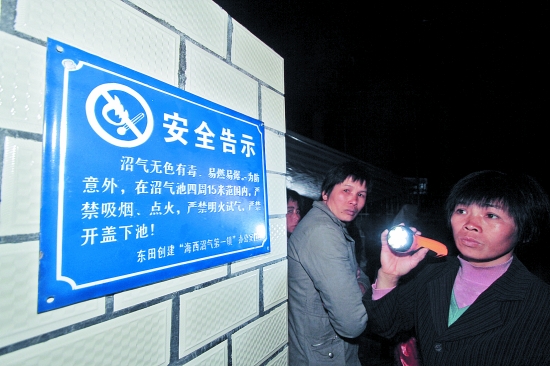 安全告示
沼气无色有毒、易燃易爆，为防
意外，在沼气池四周15米范围内，严
禁吸烟、点火，严禁明火试气，严禁
开盖下池！
东田创建“海西沼气第一镇”